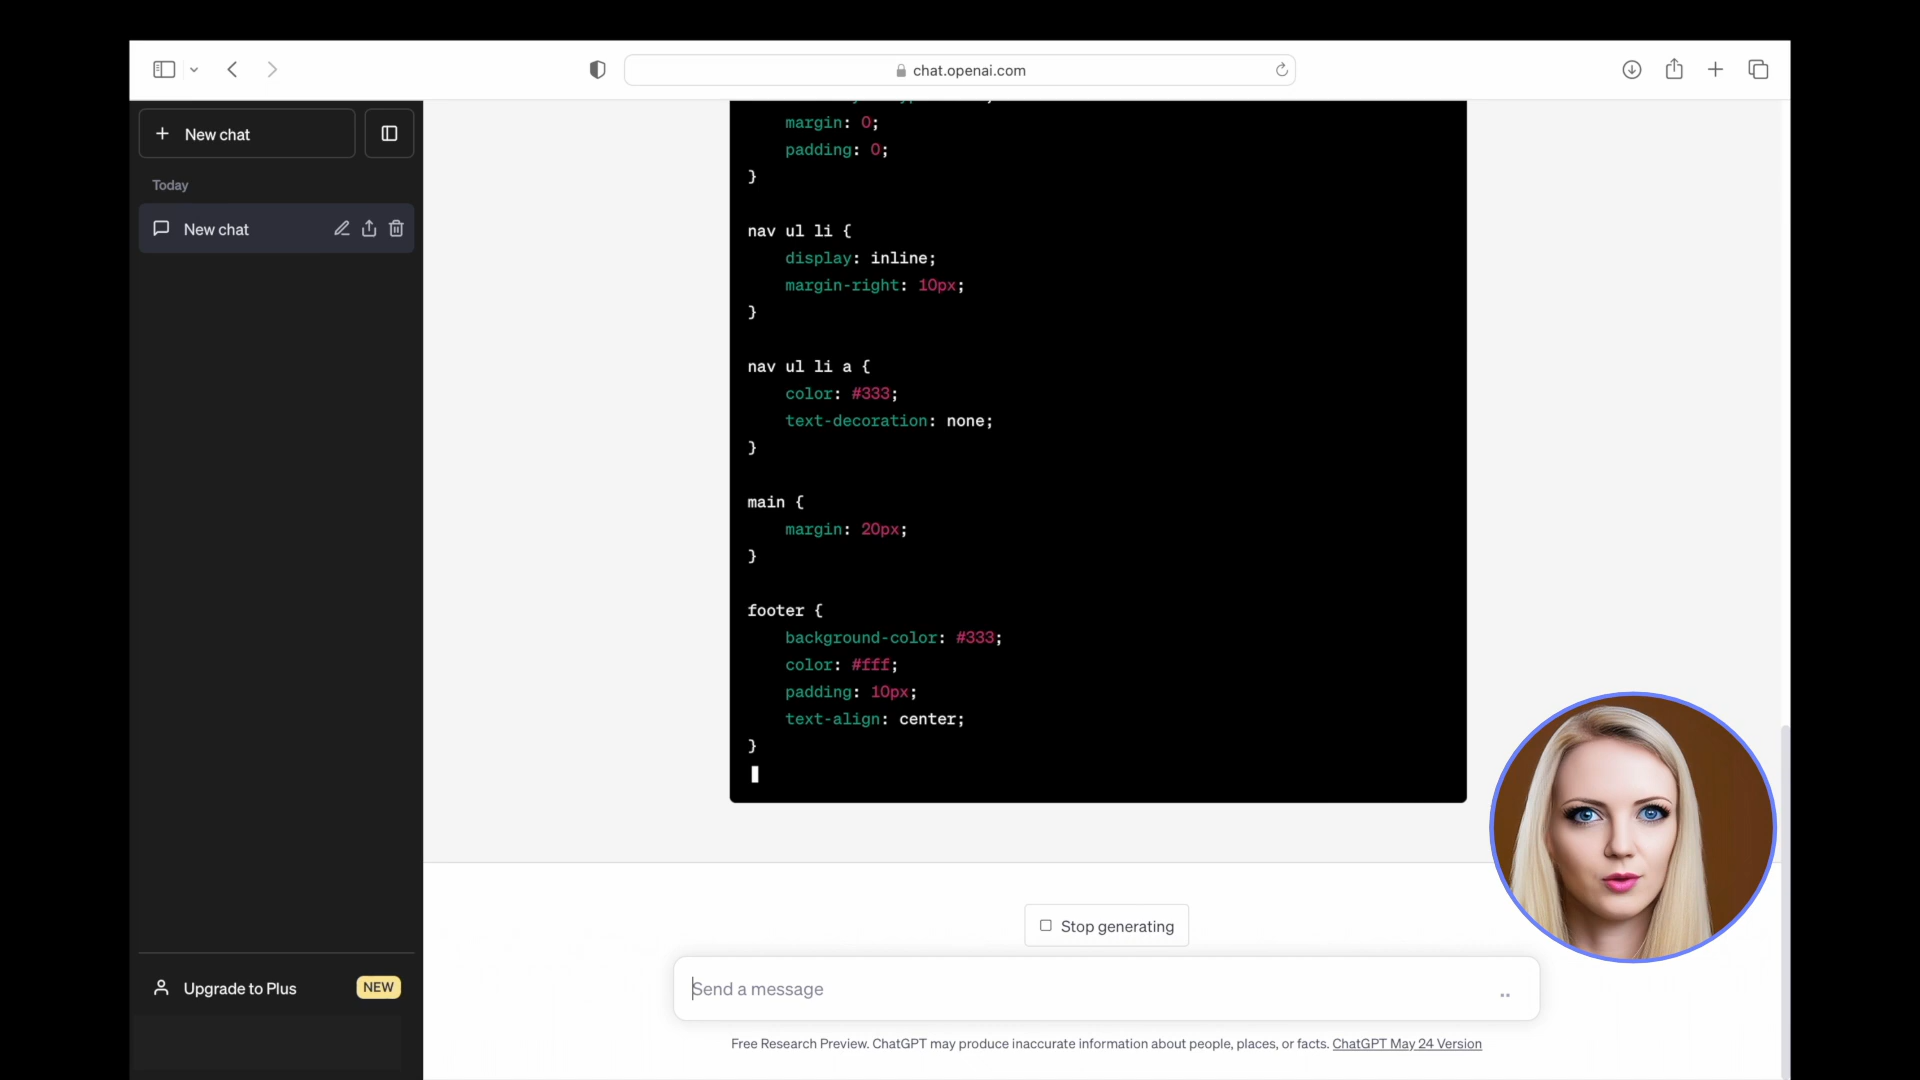 chat.openai.com
New chat
Today
New chat
margin: 0;
padding: 0;
}
nav ul li {
display: inline;
margin-right: 10px;
}
nav ul li a {
color: #333;
text-decoration: none;
}
main {
margin: 20px;
}
footer {
background-color: #333;
color: #fff;
padding: 10px;
text-align: center;
}
Stop generating
Send a message
Upgrade to Plus NEW
Free Research Preview. ChatGPT may produce inaccurate information about people, places, or facts. ChatGPT May 24 Version